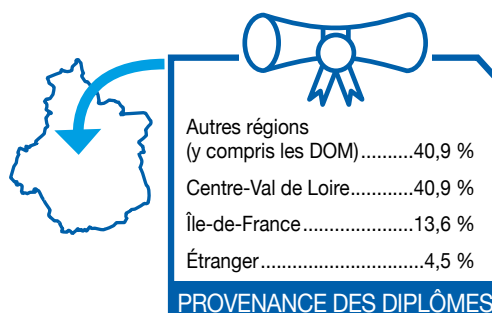 Autres régions
(y compris les DOM)..........40,9 %
Centre-Val de Loire............40,9 %
Île-de-France.....................13,6 %
Étranger...............................4,5 %
PROVENANCE DES DIPLÔMES